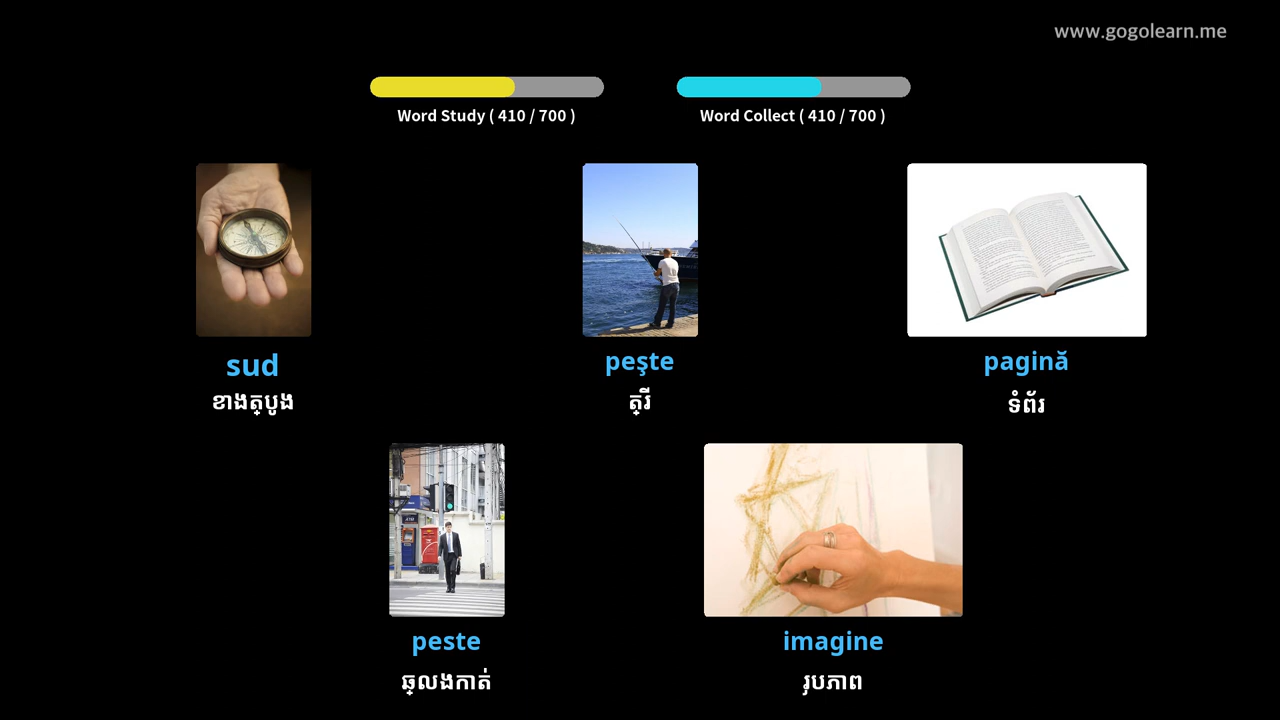 www.gogolearn.me
Word Study ( 410 / 700 )
Word Collect ( 410 / 700 )
sud
ខាងត្បូង
peşte
ត្រី
pagină
ទំព័រ
peste
ឆ្លងកាត់
imagine
រូបភាព